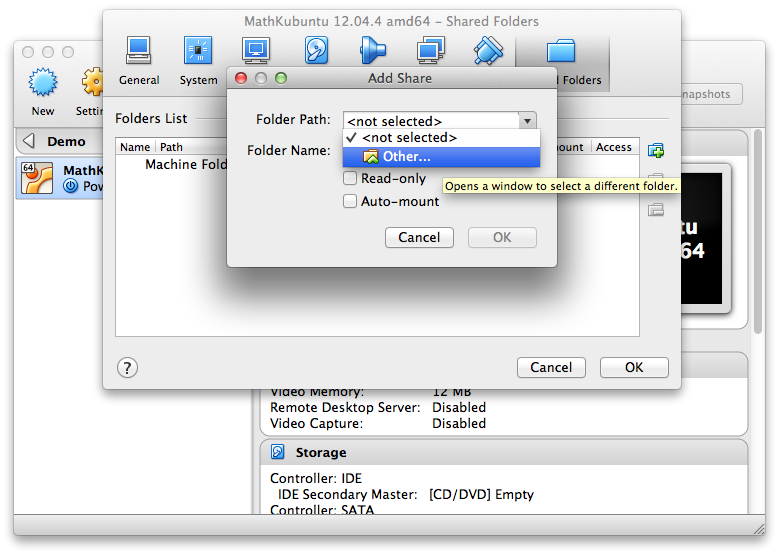 MathKubuntu 12.04.4 amd64 – Shared Folders
General
System
Folders
New
Settin
napshots
Add Share
Folder Path:
<not selected>
✓ <not selected>
Other...
Opens a window to select a different folder.
Folder Name:
Read-only
Auto-mount
Cancel
OK
Folders List
Name
Path
ount
Access
Machine Fold
Demo
64
MathK
Pow
tu
64
?
Cancel
OK
Video Memory: 12 MB
Remote Desktop Server: Disabled
Video Capture: Disabled
Storage
Controller: IDE
IDE Secondary Master: [CD/DVD] Empty
Controller: SATA